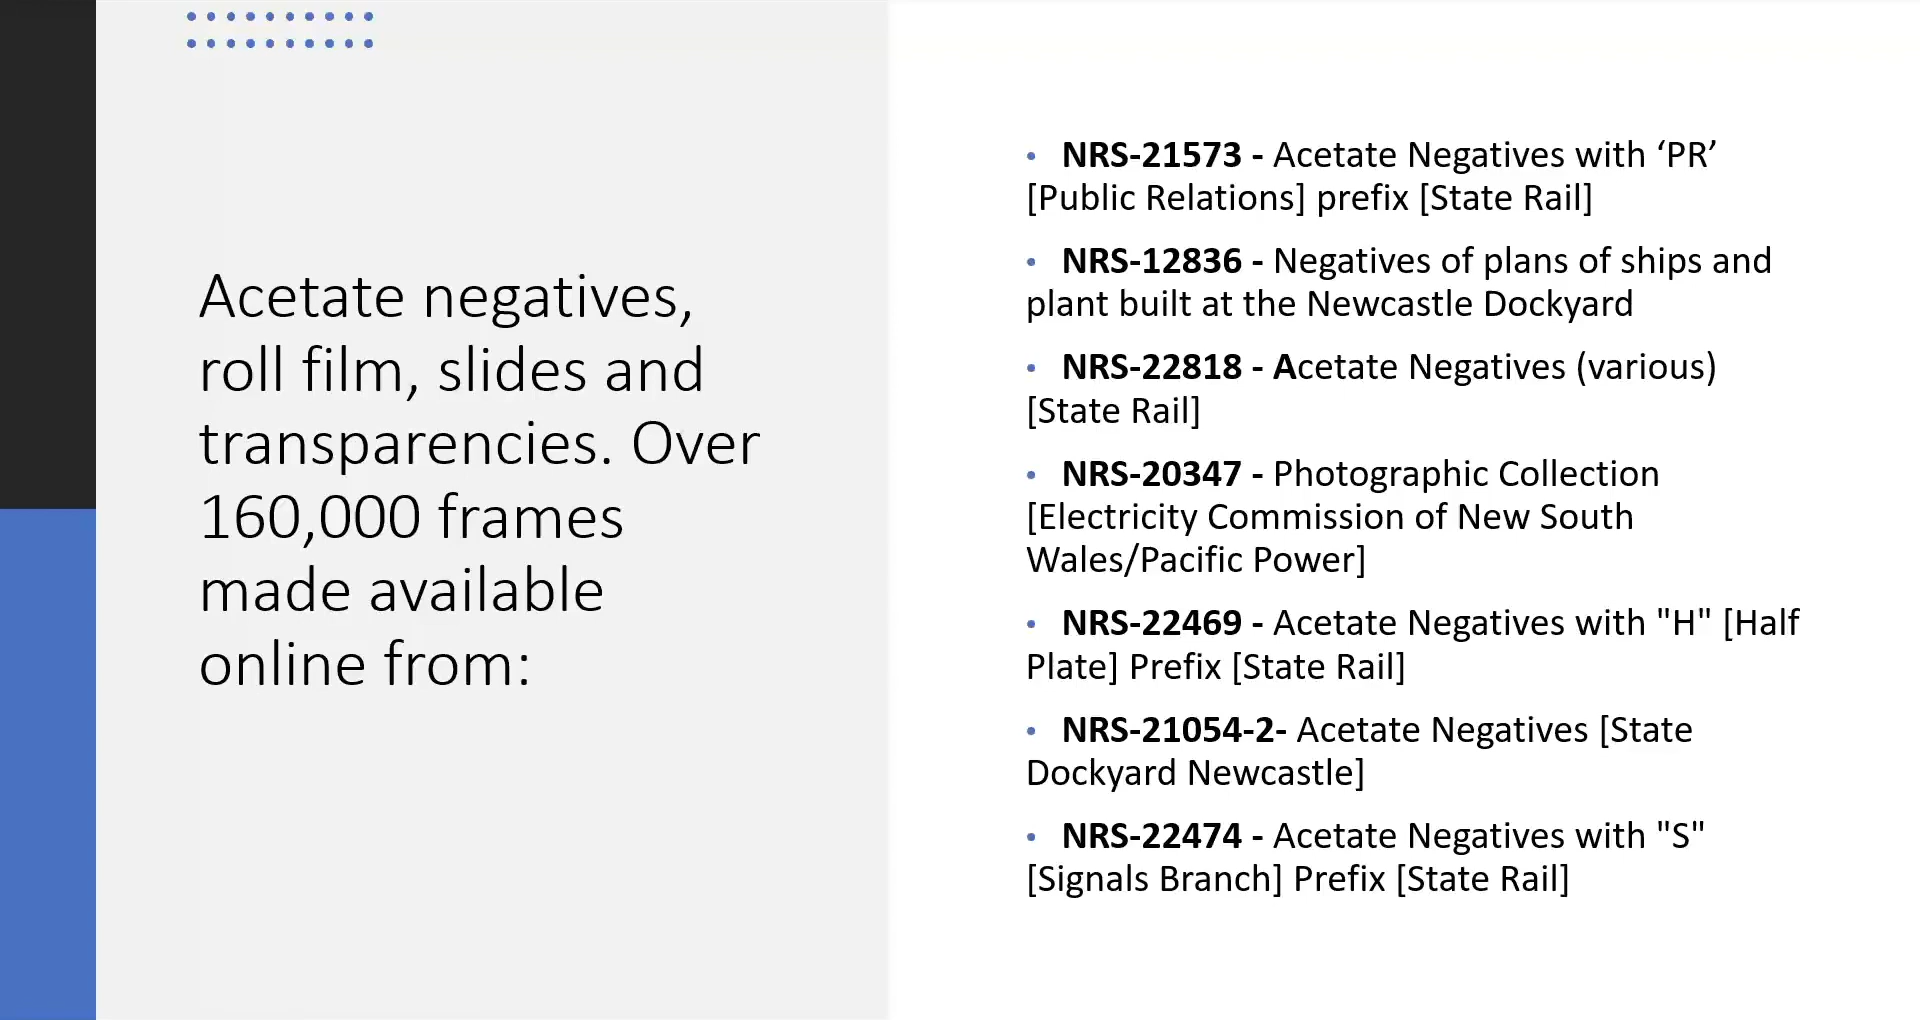 Acetate negatives,
roll film, slides and
transparencies. Over
160,000 frames
made available
online from:
• NRS-21573 - Acetate Negatives with ‘PR’
[Public Relations] prefix [State Rail]
• NRS-12836 - Negatives of plans of ships and
plant built at the Newcastle Dockyard
• NRS-22818 - Acetate Negatives (various)
[State Rail]
• NRS-20347 - Photographic Collection
[Electricity Commission of New South
Wales/Pacific Power]
• NRS-22469 - Acetate Negatives with "H" [Half
Plate] Prefix [State Rail]
• NRS-21054-2- Acetate Negatives [State
Dockyard Newcastle]
• NRS-22474 - Acetate Negatives with "S"
[Signals Branch] Prefix [State Rail]